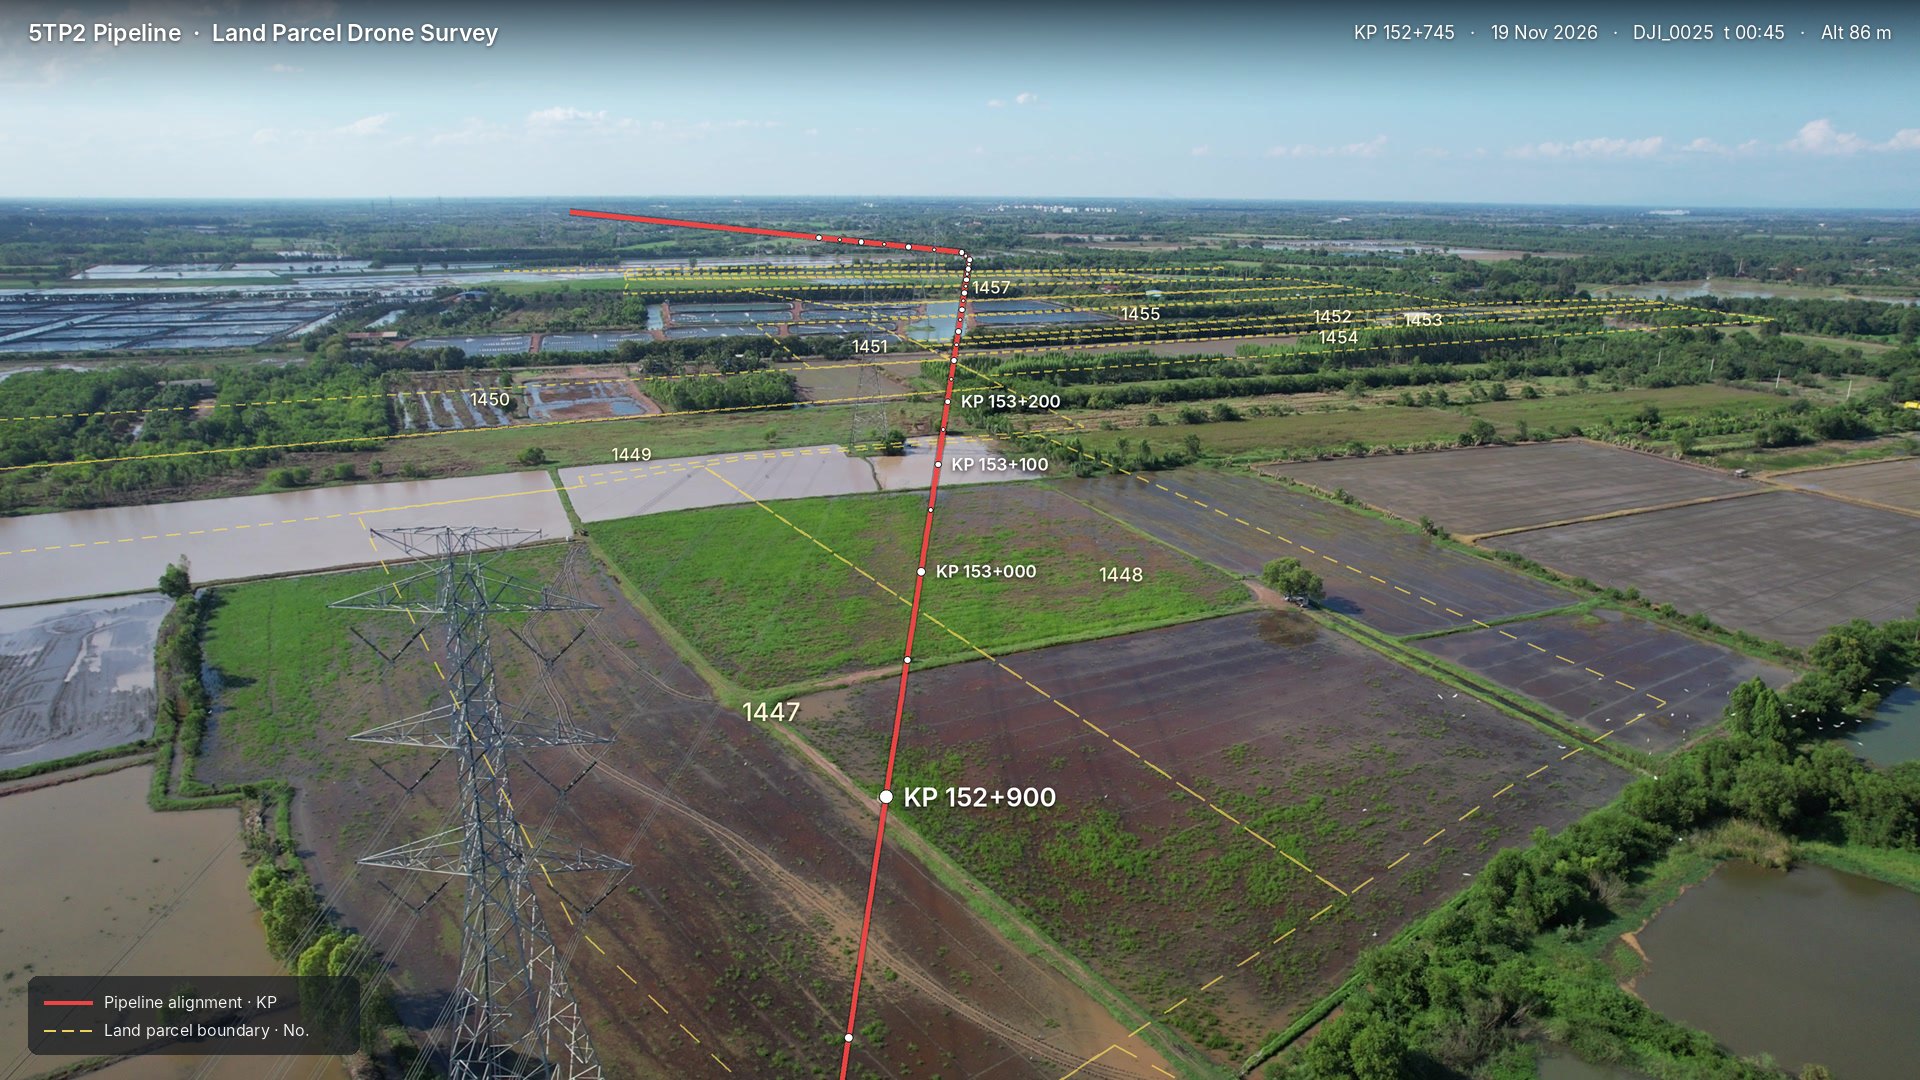 5TP2 Pipeline · Land Parcel Drone Survey
KP 152+745 · 19 Nov 2026 · DJI_0025 t 00:45 · Alt 86 m
1457
1455
1452
1453
1454
1451
1450
KP 153+200
1449
KP 153+100
KP 153+000
1448
1447
KP 152+900
Pipeline alignment · KP
Land parcel boundary · No.